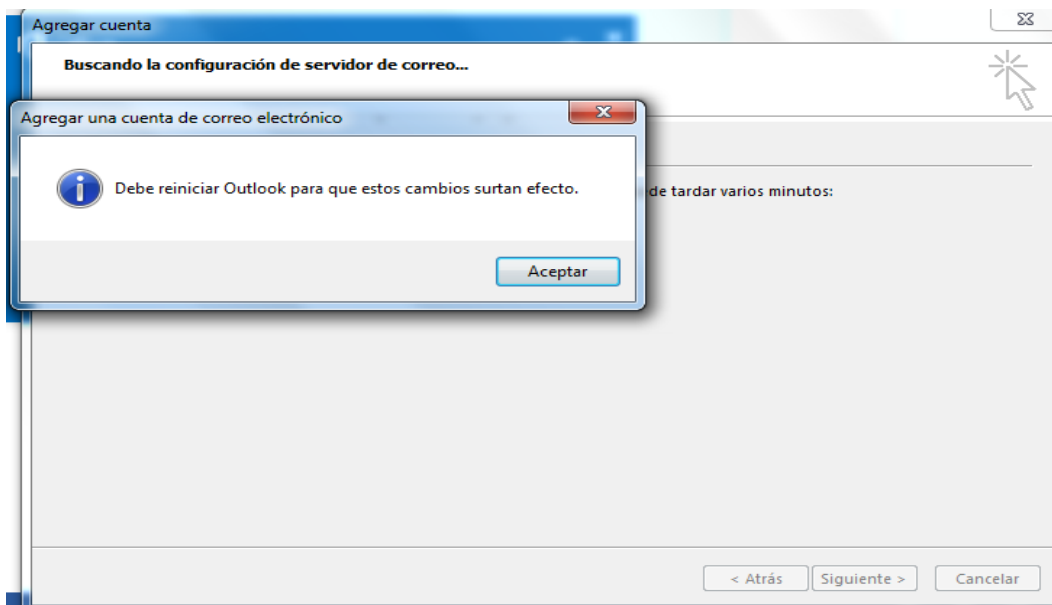 Agregar cuenta
Buscando la configuración de servidor de correo...
Agregar una cuenta de correo electrónico
Debe reiniciar Outlook para que estos cambios surtan efecto.
de tardar varios minutos:
Aceptar
< Atrás Siguiente > Cancelar